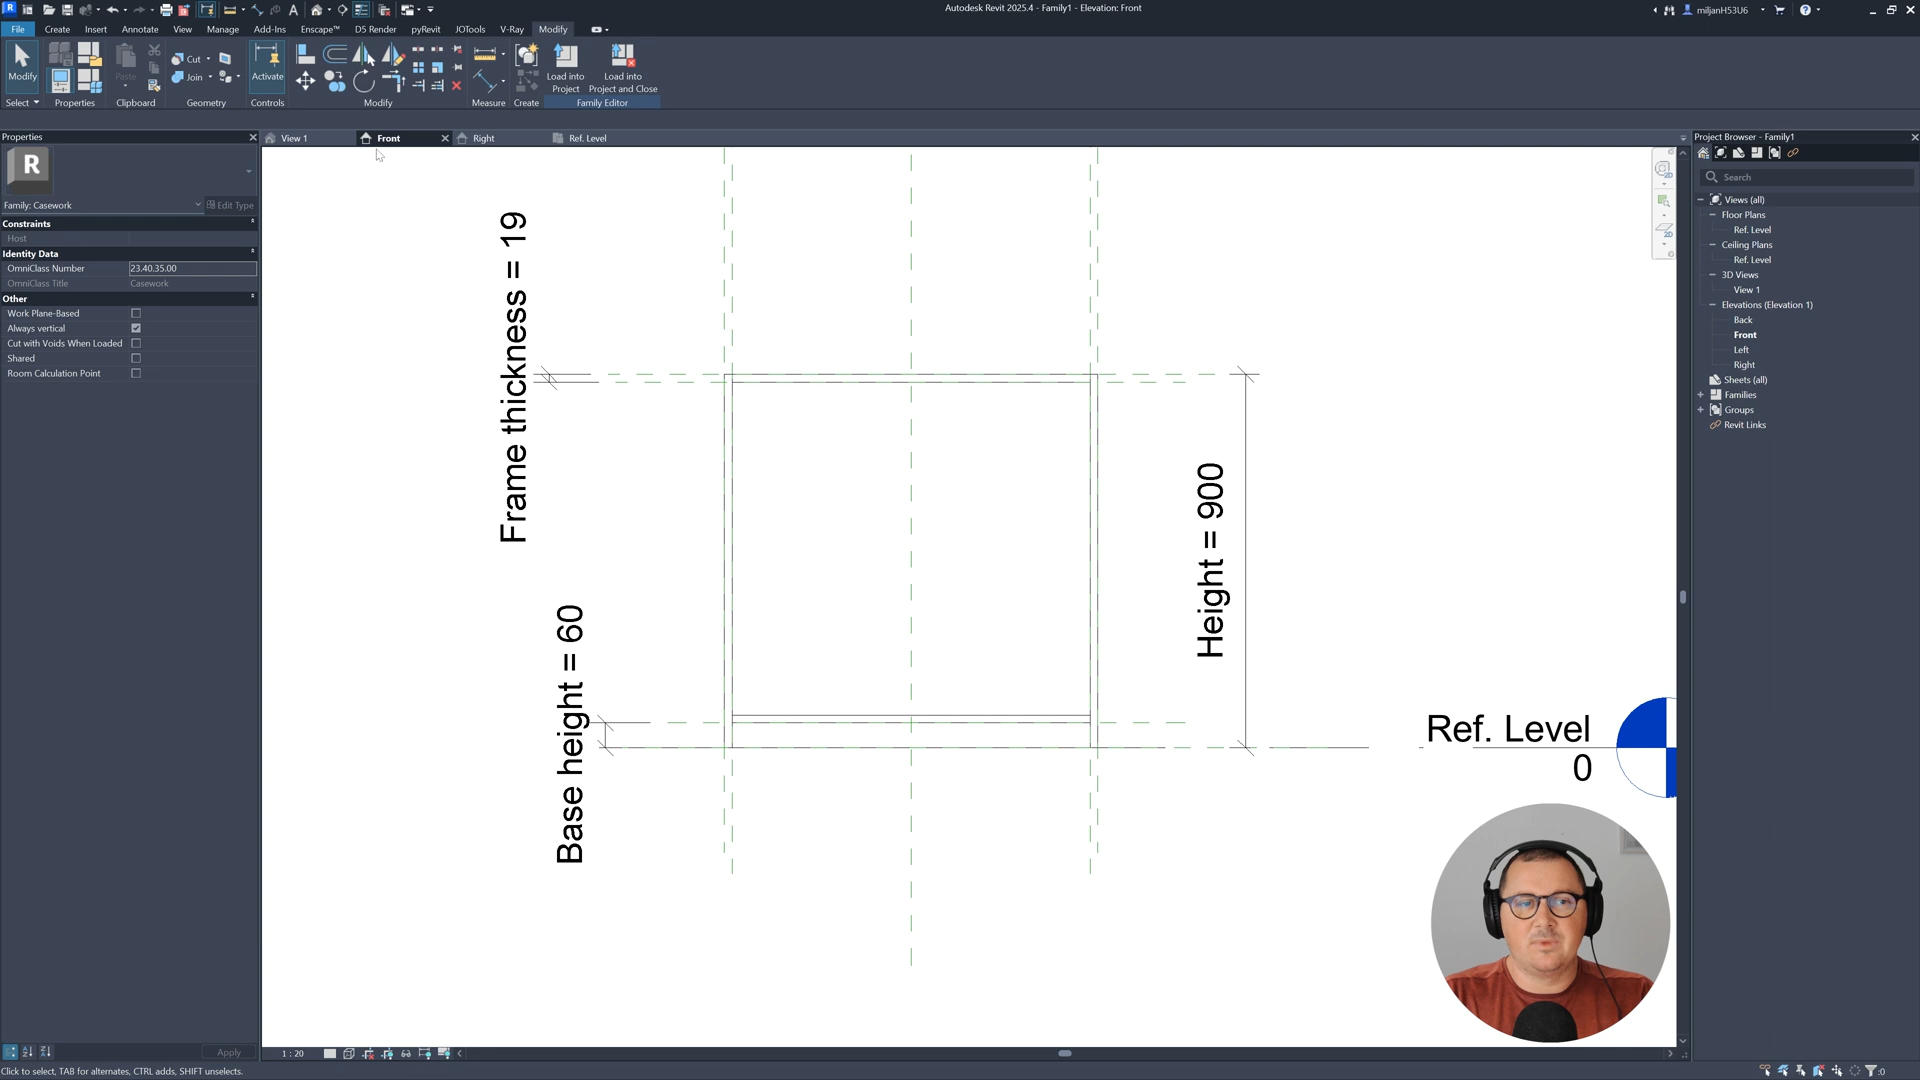 Autodesk Revit 2025.4 - Family1 - Elevation: Front
miljanH53U6
File
Create
Insert
Annotate
View
Manage
Add-Ins
Enscape™
D5 Render
pyRevit
JOTools
V-Ray
Modify
Modify
Paste
Cut
Join
Activate
Load into
Project
Load into
Project and Close
Select
Properties
Clipboard
Geometry
Controls
Modify
Measure
Create
Family Editor
Properties
View 1
Front
Right
Ref. Level
Project Browser - Family1
Family: Casework
Edit Type
Constraints
Host
Identity Data
OmniClass Number
23.40.35.00
OmniClass Title
Casework
Other
Work Plane-Based
Always vertical
Cut with Voids When Loaded
Shared
Room Calculation Point
Apply
Frame thickness = 19
Base height = 60
Height = 900
Ref. Level
0
Search
Views (all)
Floor Plans
Ref. Level
Ceiling Plans
Ref. Level
3D Views
View 1
Elevations (Elevation 1)
Back
Front
Left
Right
Sheets (all)
Families
Groups
Revit Links
1 : 20
Click to select, TAB for alternates, CTRL adds, SHIFT unselects.
:0